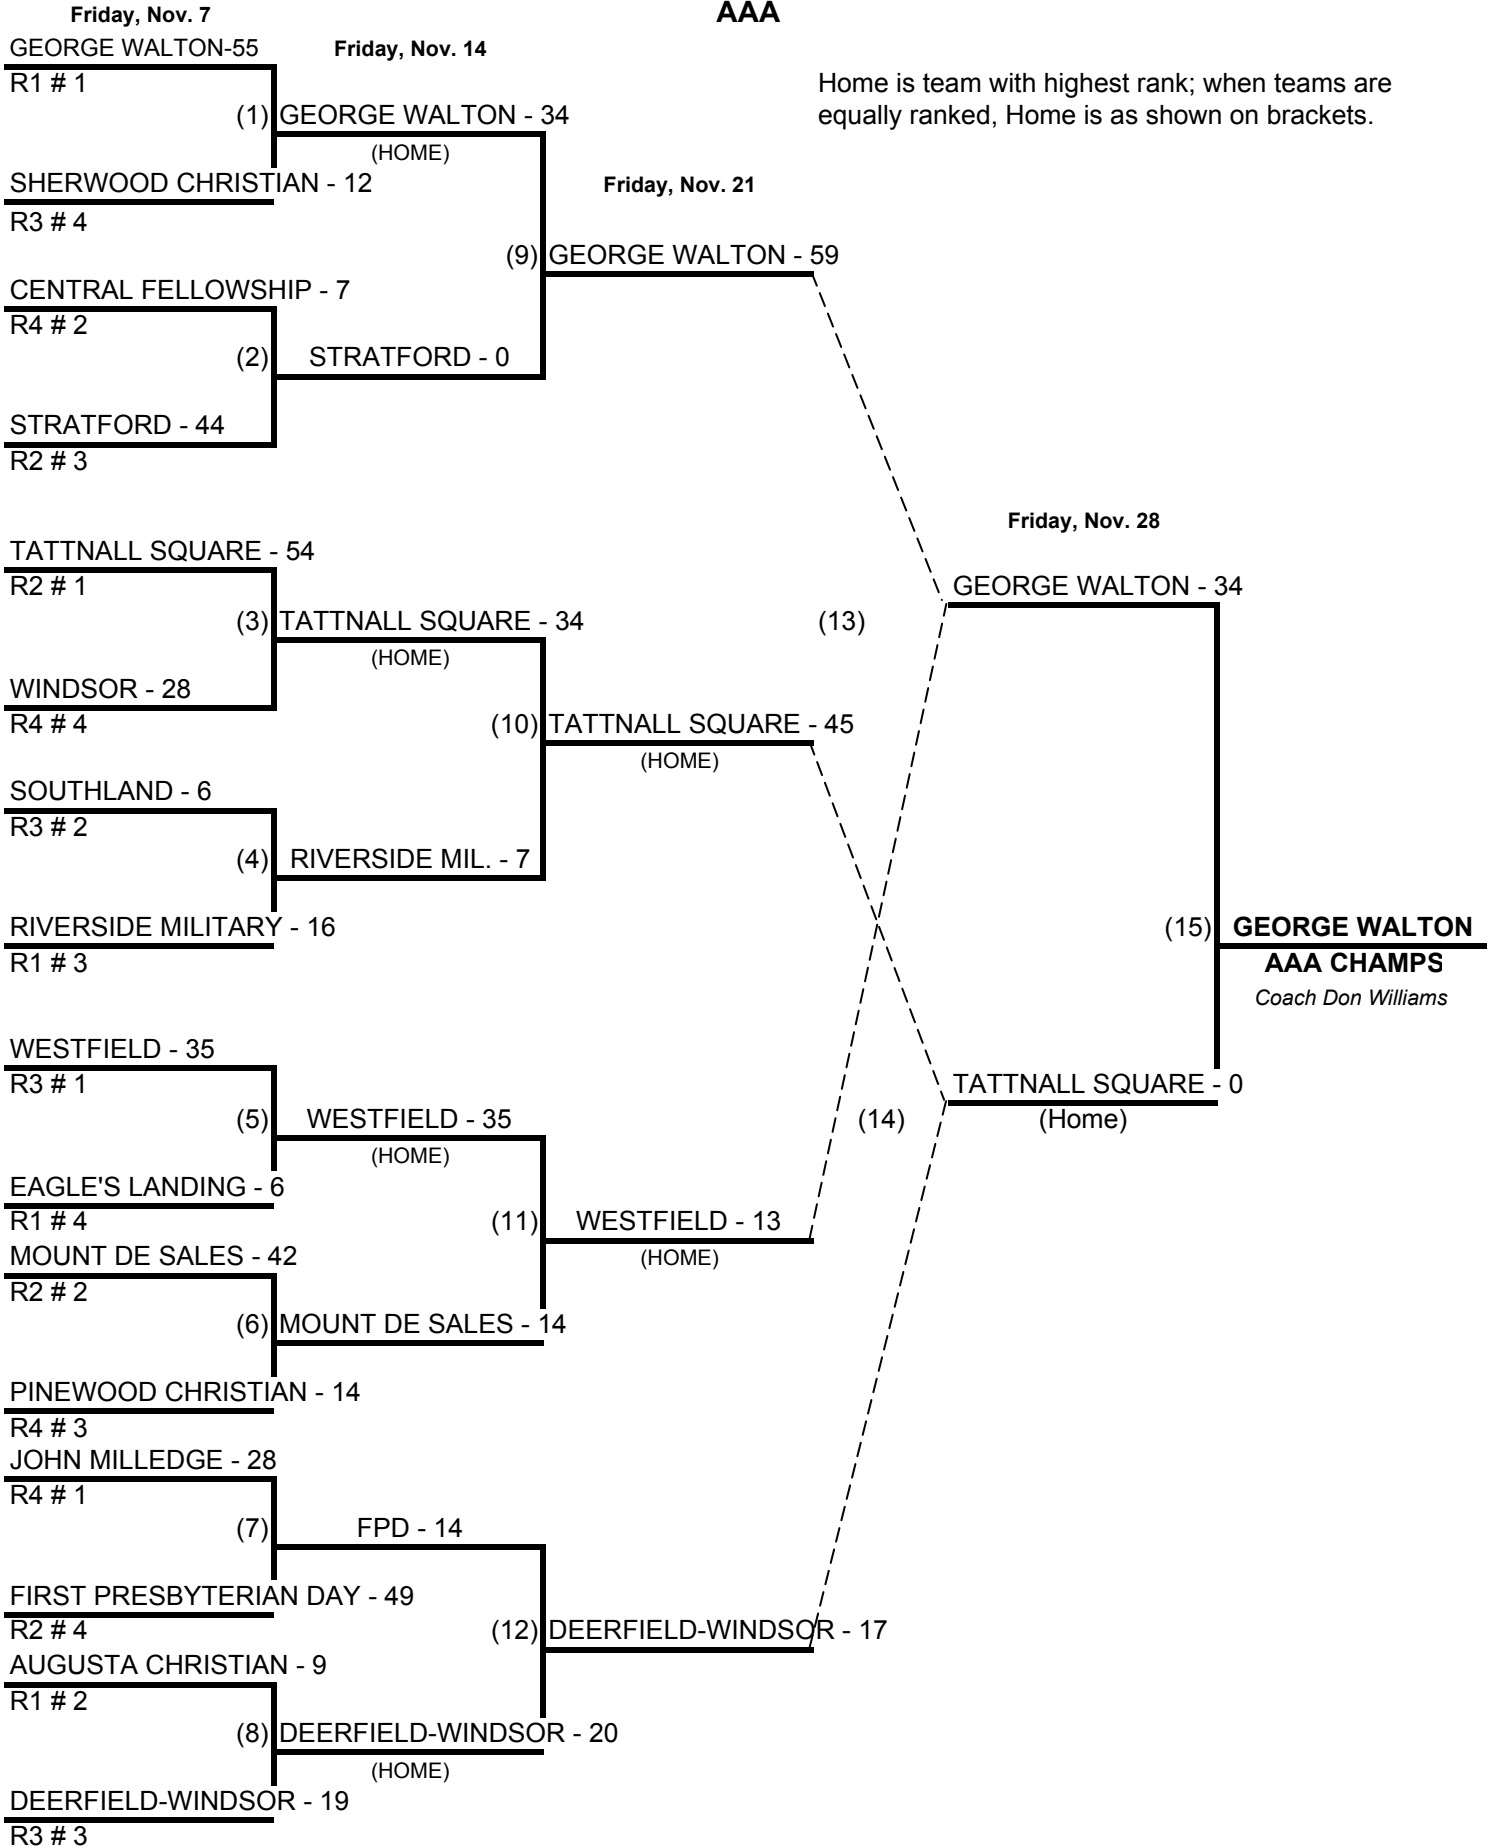 AAA
Friday, Nov. 7
GEORGE WALTON-55
Friday, Nov. 14
R1 # 1
Home is team with highest rank; when teams are
equally ranked, Home is as shown on brackets.
(1) GEORGE WALTON - 34
(HOME)
SHERWOOD CHRISTIAN - 12
Friday, Nov. 21
R3 # 4
(9) GEORGE WALTON - 59
CENTRAL FELLOWSHIP - 7
R4 # 2
(2) STRATFORD - 0
STRATFORD - 44
R2 # 3
Friday, Nov. 28
TATTNALL SQUARE - 54
R2 # 1
GEORGE WALTON - 34
(3) TATTNALL SQUARE - 34
(13)
(HOME)
WINDSOR - 28
R4 # 4
(10) TATTNALL SQUARE - 45
(HOME)
SOUTHLAND - 6
R3 # 2
(4) RIVERSIDE MIL. - 7
RIVERSIDE MILITARY - 16
R1 # 3
(15) GEORGE WALTON
AAA CHAMPS
Coach Don Williams
WESTFIELD - 35
R3 # 1
TATTNALL SQUARE - 0
(5) WESTFIELD - 35
(14)
(Home)
(HOME)
EAGLE'S LANDING - 6
R1 # 4
(11) WESTFIELD - 13
(HOME)
MOUNT DE SALES - 42
R2 # 2
(6) MOUNT DE SALES - 14
PINEWOOD CHRISTIAN - 14
R4 # 3
JOHN MILLEDGE - 28
R4 # 1
(7) FPD - 14
FIRST PRESBYTERIAN DAY - 49
R2 # 4
(12) DEERFIELD-WINDSOR - 17
AUGUSTA CHRISTIAN - 9
R1 # 2
(8) DEERFIELD-WINDSOR - 20
(HOME)
DEERFIELD-WINDSOR - 19
R3 # 3